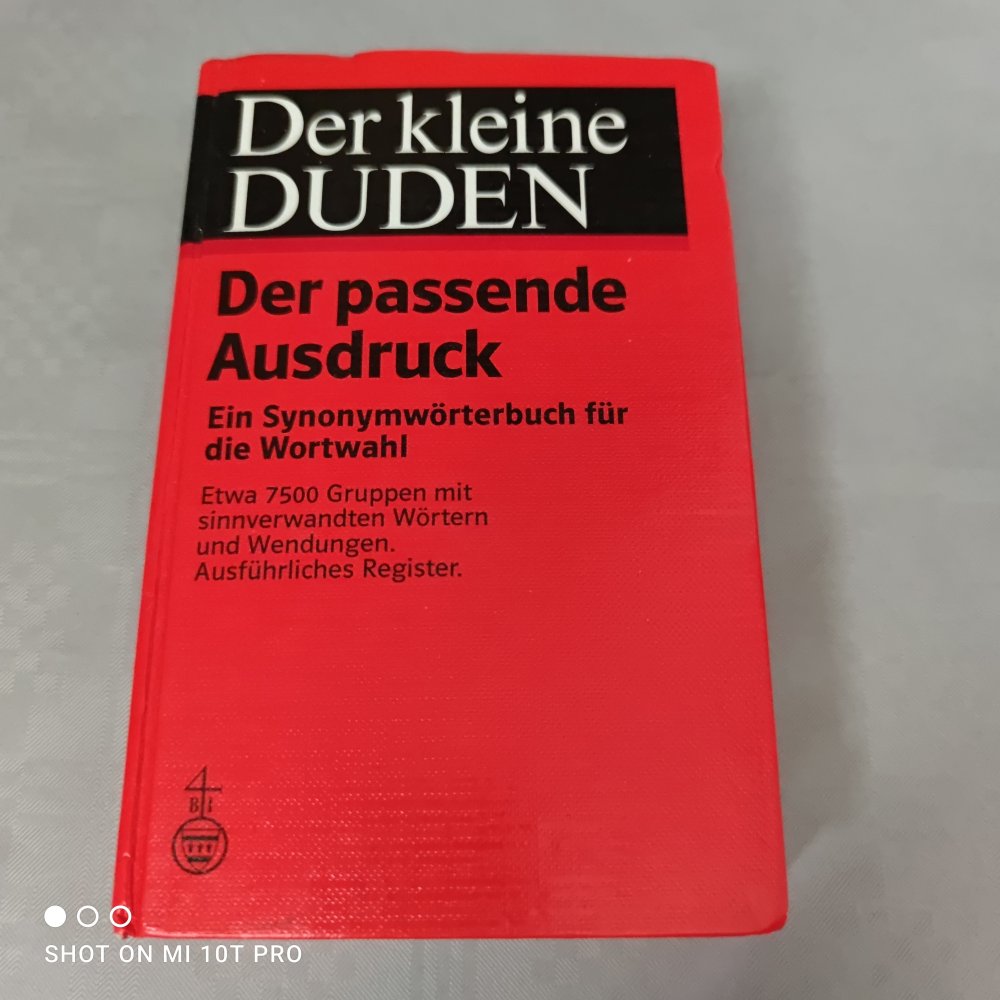 Der kleine
DUDEN
Der passende
Ausdruck
Ein Synonymwörterbuch für
die Wortwahl
Etwa 7500 Gruppen mit
sinnverwandten Wörtern
und Wendungen.
Ausführliches Register.
B I
SHOT ON MI 10T PRO